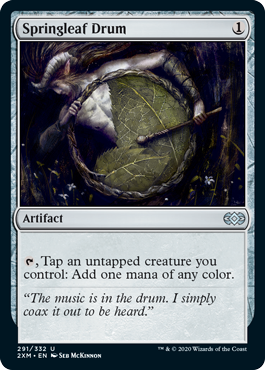 Springleaf Drum 1
Artifact
, Tap an untapped creature you
control: Add one mana of any color.
“The music is in the drum. I simply
coax it out to be heard.”
291/332 U
2XM • EN Seb McKinnon
™ & © 2020 Wizards of the Coast